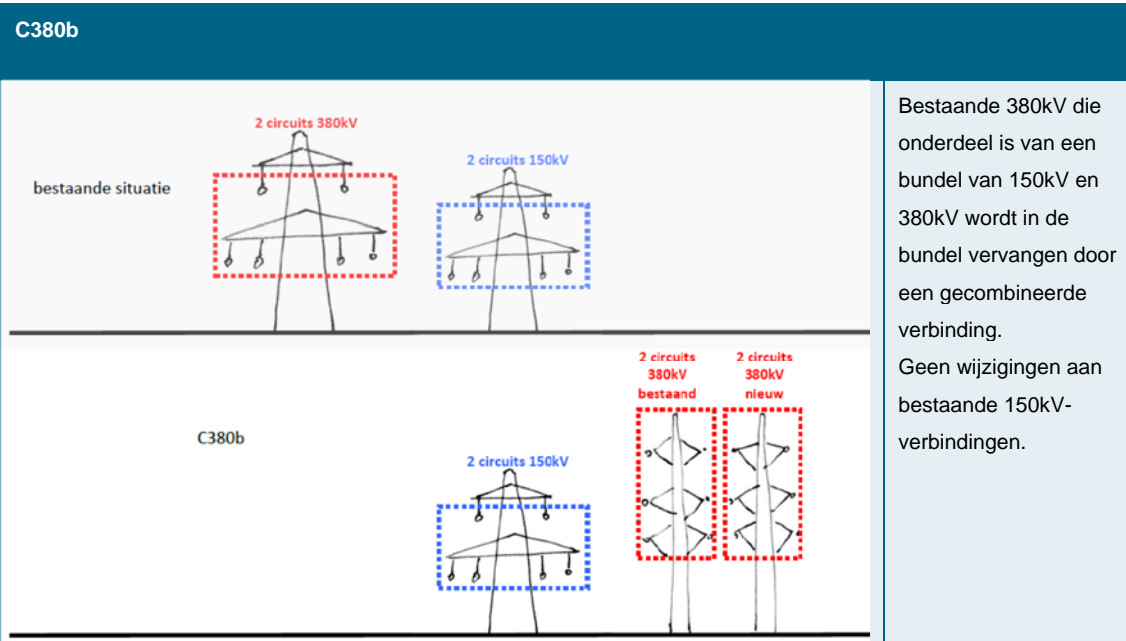 C380b
2 circuits 380kV
2 circuits 150kV
bestaande situatie
2 circuits
380kV
bestaand
2 circuits
380kV
nieuw
C380b
2 circuits 150kV
Bestaande 380kV die
onderdeel is van een
bundel van 150kV en
380kV wordt in de
bundel vervangen door
een gecombineerde
verbinding.
Geen wijzigingen aan
bestaande 150kV-
verbindingen.